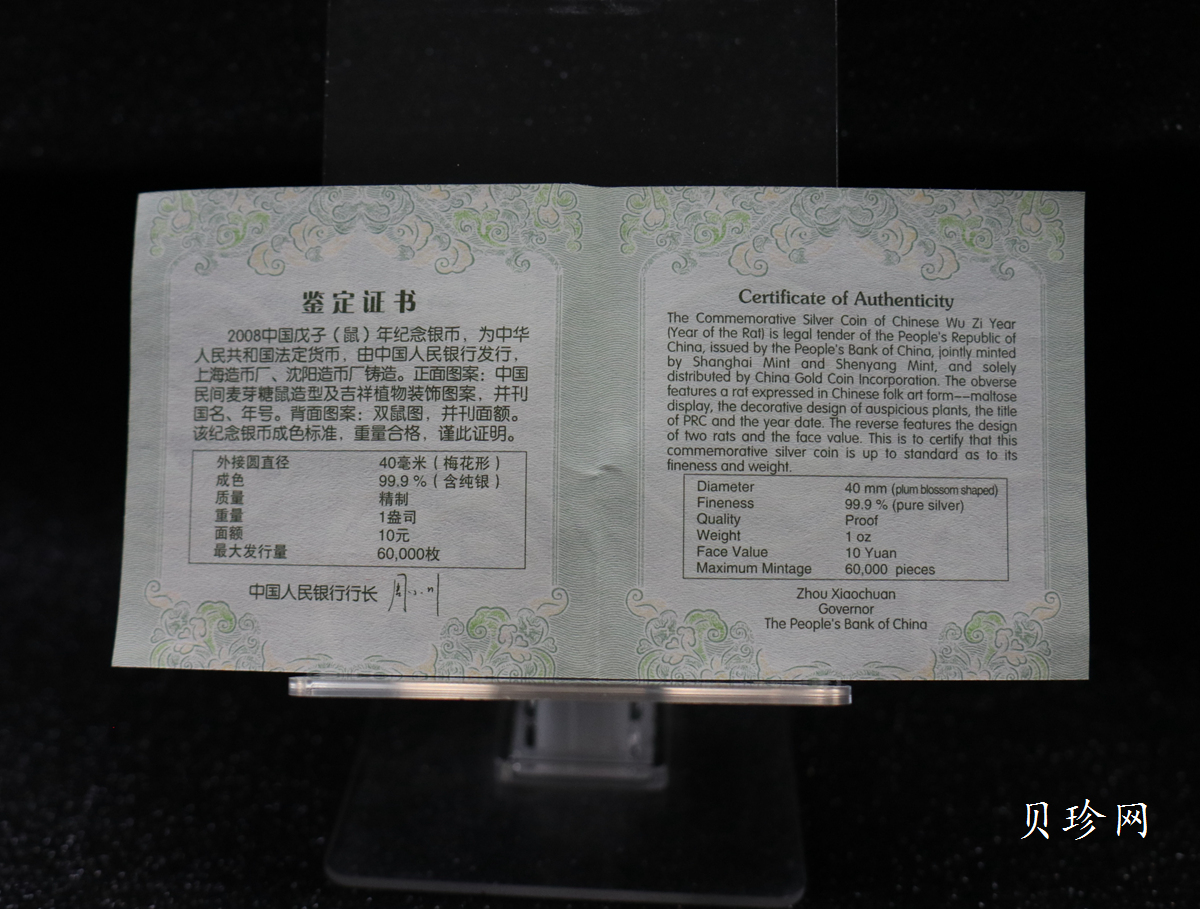 鉴定证书
2008中国戊子（鼠）年纪念银币，为中华
人民共和国法定货币，由中国人民银行发行，
上海造币厂、沈阳造币厂铸造。正面图案：中国
民间麦芽糖鼠造型及吉祥植物装饰图案，并刊
国名、年号。背面图案：双鼠图，并刊面额。
该纪念银币成色标准，重量合格，谨此证明。
外接圆直径 40毫米（梅花形）
成色 99.9％（含纯银）
质量 精制
重量 1盎司
面额 10元
最大发行量 60,000枚
中国人民银行行长 周小川
Certificate of Authenticity
The Commemorative Silver Coin of Chinese Wu Zi Year
(Year of the Rat) is legal tender of the People's Republic of
China, issued by the People's Bank of China, jointly minted
by Shanghai Mint and Shenyang Mint, and solely
distributed by China Gold Coin Incorporation. The obverse
features a rat expressed in Chinese folk art form––maltose
display, the decorative design of auspicious plants, the title
of PRC and the year date. The reverse features the design
of two rats and the face value. This is to certify that this
commemorative silver coin is up to standard as to its
fineness and weight.
Diameter 40 mm (plum blossom shaped)
Fineness 99.9 % (pure silver)
Quality Proof
Weight 1 oz
Face Value 10 Yuan
Maximum Mintage 60,000 pieces
Zhou Xiaochuan
Governor
The People's Bank of China
贝珍网